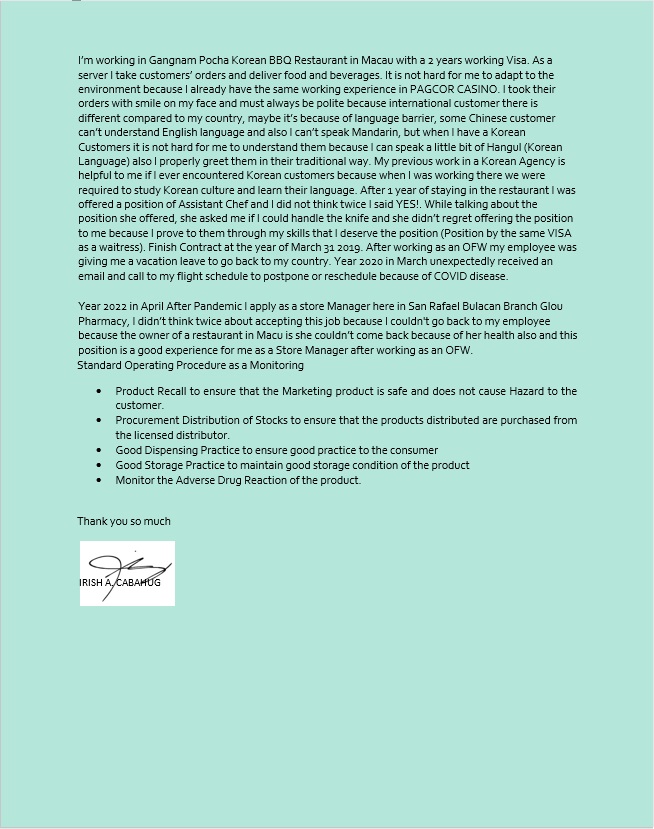 I'm working in Gangnam Pocha Korean BBQ Restaurant in Macau with a 2 years working Visa. As a
server I take customers' orders and deliver food and beverages. It is not hard for me to adapt to the
environment because I already have the same working experience in PAGCOR CASINO. I took their
orders with smile on my face and must always be polite because international customer there is
different compared to my country, maybe it's because of language barrier, some Chinese customer
can't understand English language and also I can't speak Mandarin, but when I have a Korean
Customers it is not hard for me to understand them because I can speak a little bit of Hangul (Korean
Language) also I properly greet them in their traditional way. My previous work in a Korean Agency is
helpful to me if I ever encountered Korean customers because when I was working there we were
required to study Korean culture and learn their language. After 1 year of staying in the restaurant I was
offered a position of Assistant Chef and I did not think twice I said YES!. While talking about the
position she offered, she asked me if I could handle the knife and she didn't regret offering the position
to me because I prove to them through my skills that I deserve the position (Position by the same VISA
as a waitress). Finish Contract at the year of March 31 2019. After working as an OFW my employee was
giving me a vacation leave to go back to my country. Year 2020 in March unexpectedly received an
email and call to my flight schedule to postpone or reschedule because of COVID disease.
Year 2022 in April After Pandemic I apply as a store Manager here in San Rafael Bulacan Branch Glou
Pharmacy, I didn't think twice about accepting this job because I couldn't go back to my employee
because the owner of a restaurant in Macu is she couldn't come back because of her health also and this
position is a good experience for me as a Store Manager after working as an OFW.
Standard Operating Procedure as a Monitoring
• Product Recall to ensure that the Marketing product is safe and does not cause Hazard to the
customer.
• Procurement Distribution of Stocks to ensure that the products distributed are purchased from
the licensed distributor.
• Good Dispensing Practice to ensure good practice to the consumer
• Good Storage Practice to maintain good storage condition of the product
• Monitor the Adverse Drug Reaction of the product.
Thank you so much
IRISH A. CABAHUG